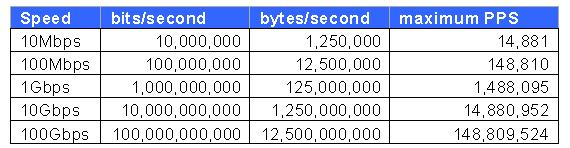 Speed bits/second bytes/second maximum PPS
10Mbps 10,000,000 1,250,000 14,881
100Mbps 100,000,000 12,500,000 148,810
1Gbps 1,000,000,000 125,000,000 1,488,095
10Gbps 10,000,000,000 1,250,000,000 14,880,952
100Gbps 100,000,000,000 12,500,000,000 148,809,524